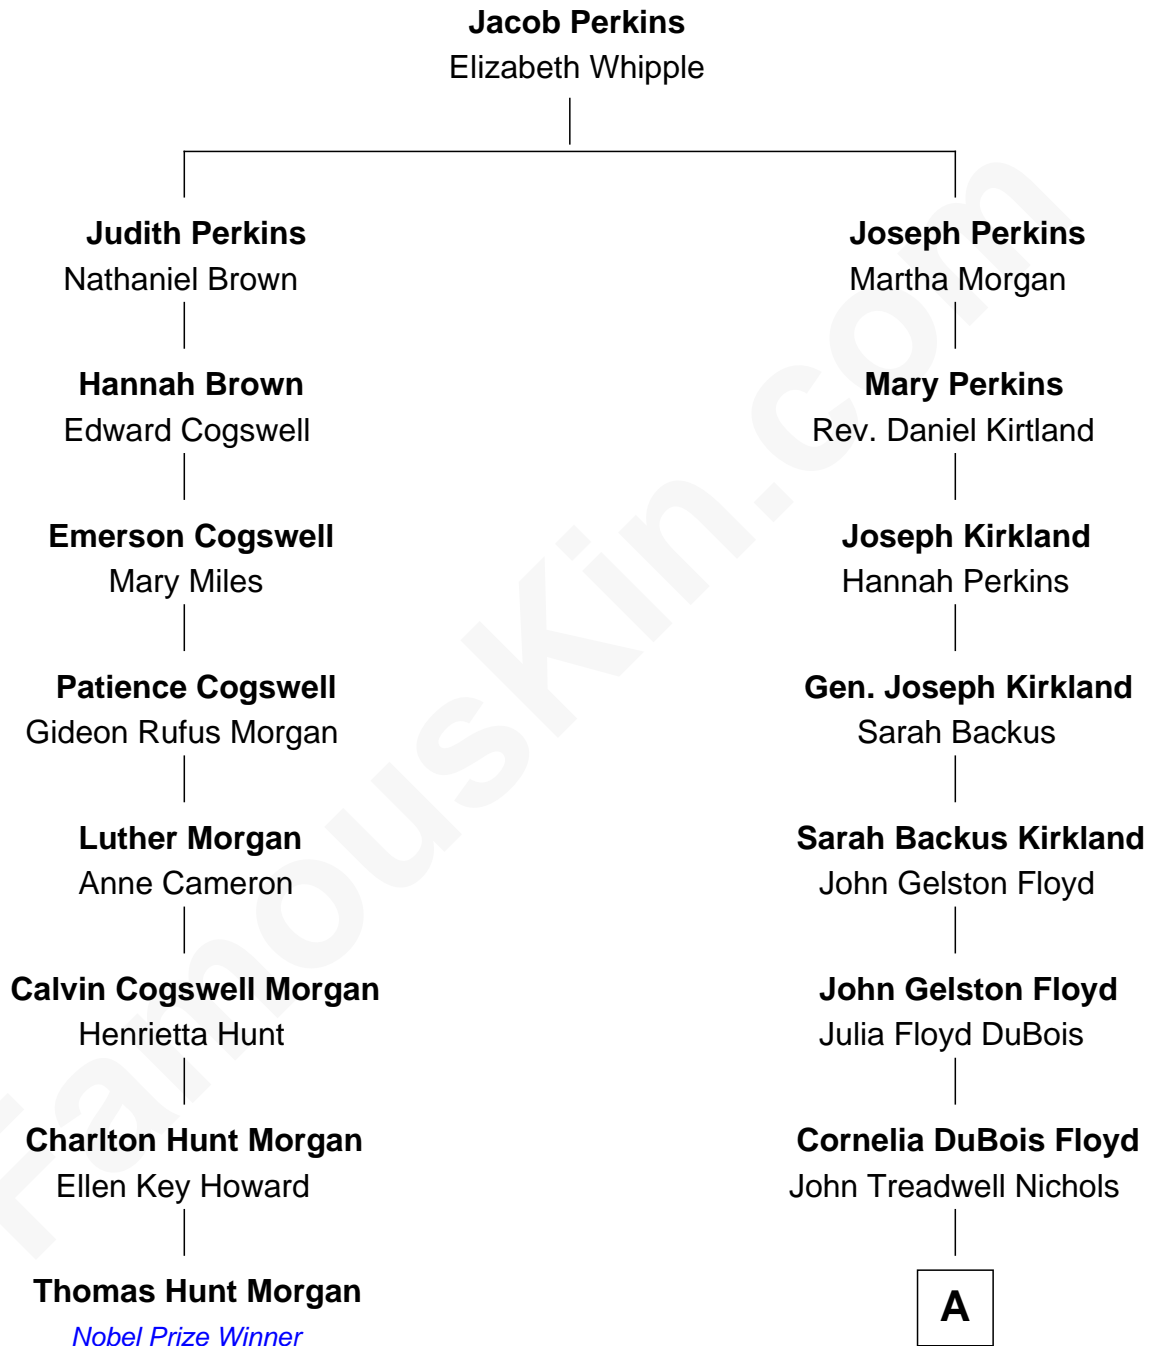 Jacob Perkins
Elizabeth Whipple
Judith Perkins
Nathaniel Brown
Hannah Brown
Edward Cogswell
Emerson Cogswell
Mary Miles
Patience Cogswell
Gideon Rufus Morgan
Luther Morgan
Anne Cameron
Calvin Cogswell Morgan
Henrietta Hunt
Charlton Hunt Morgan
Ellen Key Howard
Thomas Hunt Morgan
Nobel Prize Winner
Joseph Perkins
Martha Morgan
Mary Perkins
Rev. Daniel Kirtland
Joseph Kirkland
Hannah Perkins
Gen. Joseph Kirkland
Sarah Backus
Sarah Backus Kirkland
John Gelston Floyd
John Gelston Floyd
Julia Floyd DuBois
Cornelia DuBois Floyd
John Treadwell Nichols
A
FamousKin.com